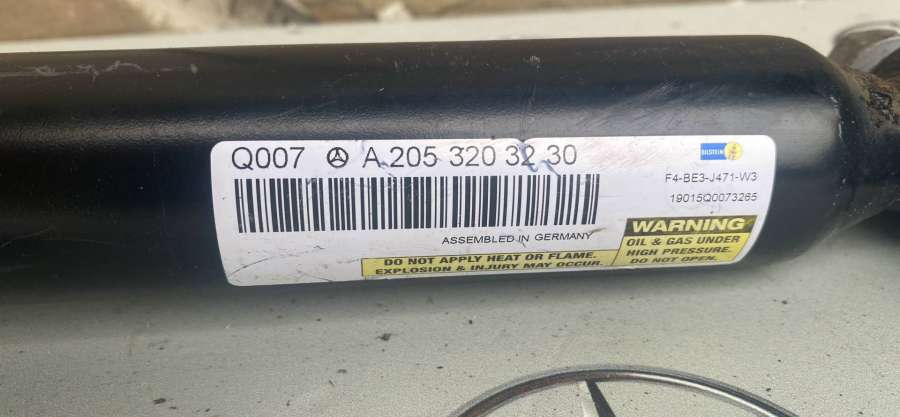 Q007 A 205 320 32 30
BILSTEIN
F4-BE3-J471-W3
19015Q0073265
ASSEMBLED IN GERMANY
DO NOT APPLY HEAT OR FLAME.
EXPLOSION & INJURY MAY OCCUR.
WARNING
OIL & GAS UNDER
HIGH PRESSURE.
DO NOT OPEN.